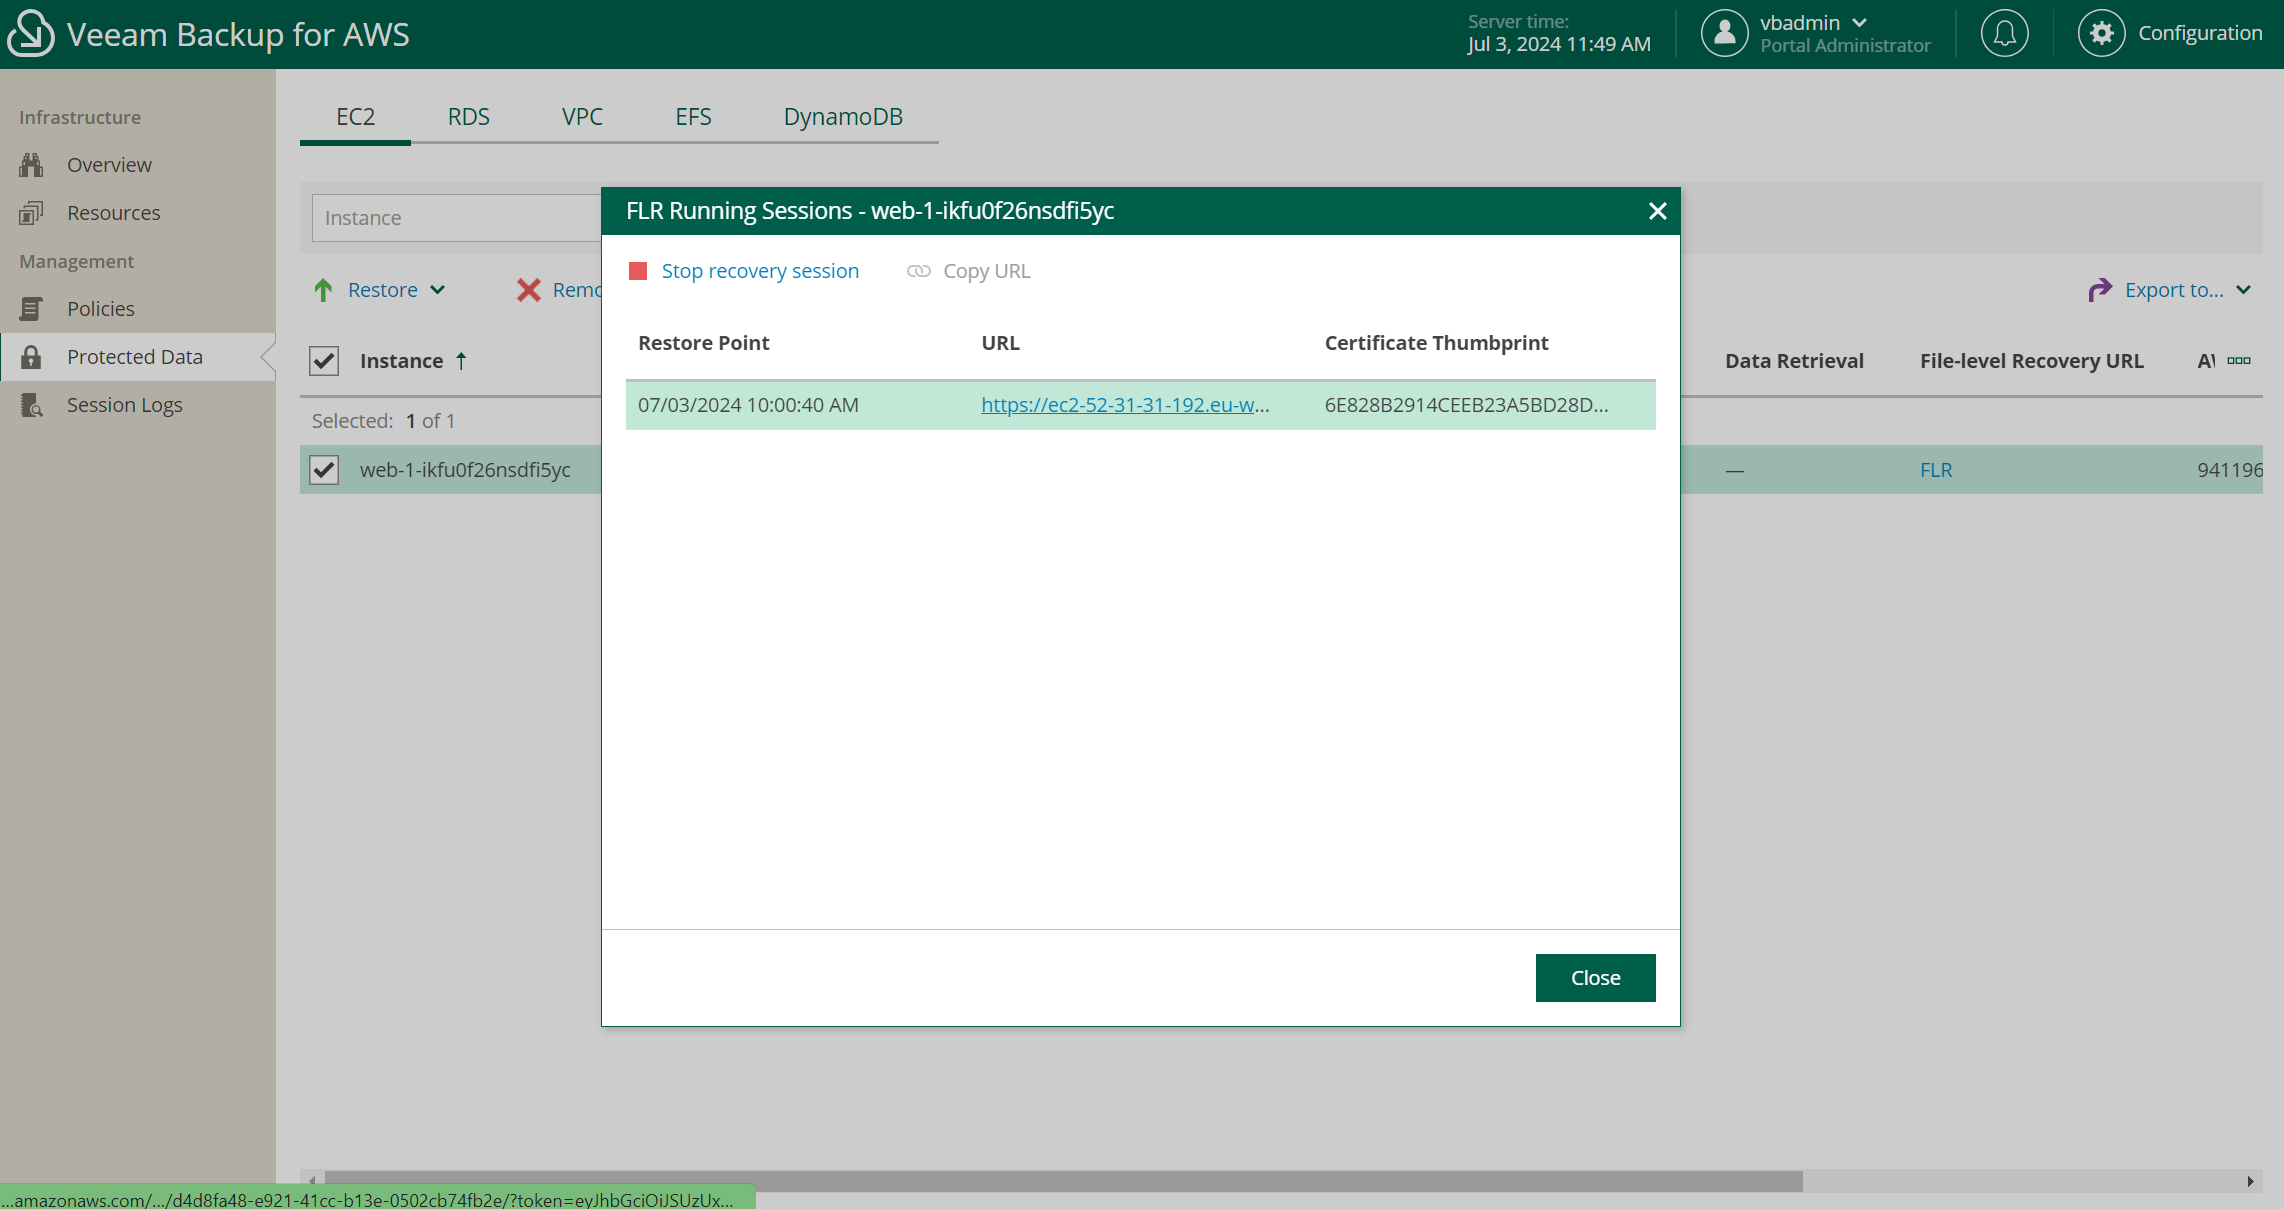 Veeam Backup for AWS
Server time:
Jul 3, 2024 11:49 AM
vbadmin
Portal Administrator
Configuration
Infrastructure
Overview
Resources
Management
Policies
Protected Data
Session Logs
EC2 RDS VPC EFS DynamoDB
Instance
Restore
Remo
Export to...
Instance
Data Retrieval File-level Recovery URL
Selected: 1 of 1
web-1-ikfu0f26nsdfi5yc
— FLR 941196
FLR Running Sessions - web-1-ikfu0f26nsdfi5yc
Stop recovery session Copy URL
Restore Point URL Certificate Thumbprint
07/03/2024 10:00:40 AM https://ec2-52-31-31-192.eu-w... 6E828B2914CEEB23A5BD28D...
Close
...amazonaws.com/.../d4d8fa48-e921-41cc-b13e-0502cb74fb2e/?token=eyJhbGciOiJSUzUx...